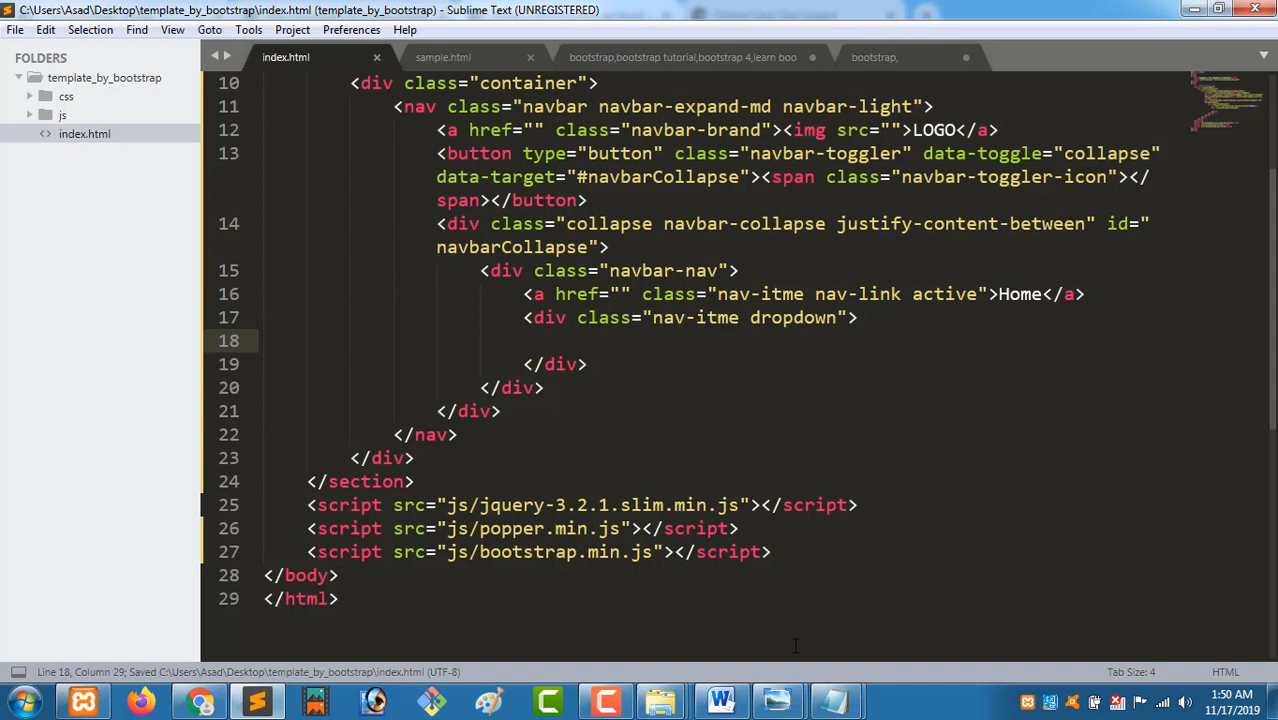 C:\Users\Asad\Desktop\template_by_bootstrap\index.html (template_by_bootstrap) - Sublime Text (UNREGISTERED)
File Edit Selection Find View Goto Tools Project Preferences Help
FOLDERS
template_by_bootstrap
css
js
<> index.html
index.html
sample.html
bootstrap,bootstrap tutorial,bootstrap 4,learn boo
bootstrap,
10 <div class="container">
11 <nav class="navbar navbar-expand-md navbar-light">
12 <a href="" class="navbar-brand"><img src="">LOGO</a>
13 <button type="button" class="navbar-toggler" data-toggle="collapse"
data-target="#navbarCollapse"><span class="navbar-toggler-icon"></
span></button>
14 <div class="collapse navbar-collapse justify-content-between" id="
navbarCollapse">
15 <div class="navbar-nav">
16 <a href="" class="nav-itme nav-link active">Home</a>
17 <div class="nav-itme dropdown">
18
19 </div>
20 </div>
21 </div>
22 </nav>
23 </div>
24 </section>
25 <script src="js/jquery-3.2.1.slim.min.js"></script>
26 <script src="js/popper.min.js"></script>
27 <script src="js/bootstrap.min.js"></script>
28 </body>
29 </html>
Line 18, Column 29; Saved C:\Users\Asad\Desktop\template_by_bootstrap\index.html (UTF-8)
Tab Size: 4
HTML
1:50 AM
11/17/2019